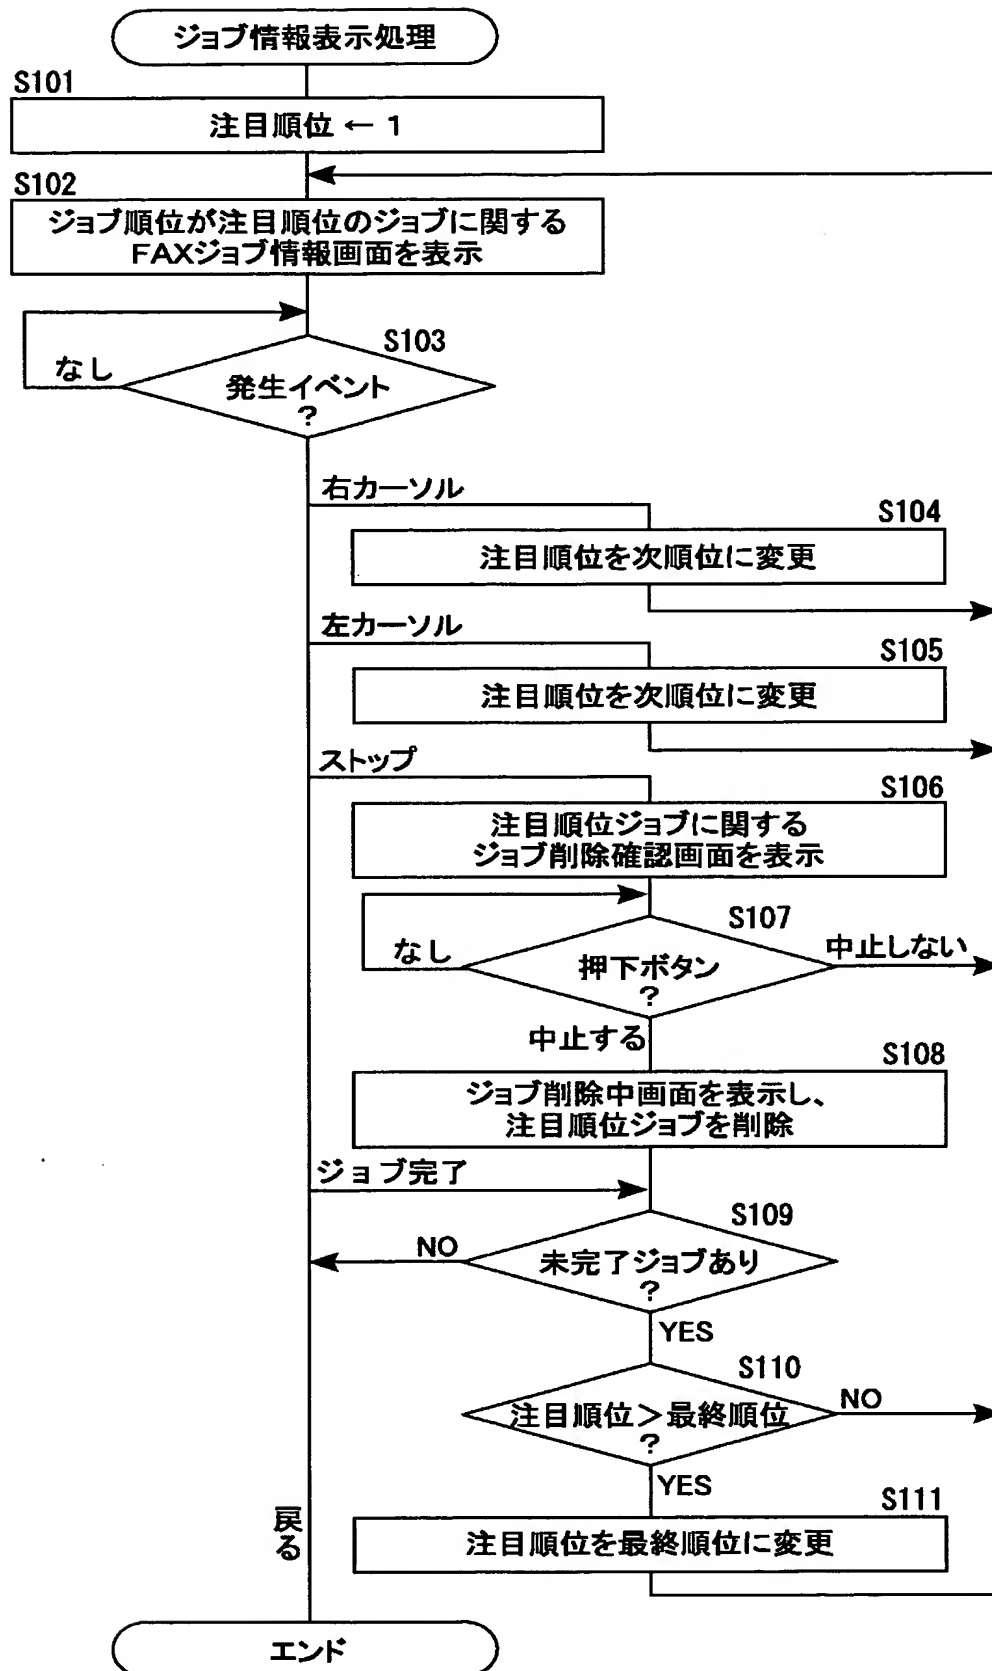 ジョブ情報表示処理
S101
注目順位 ← 1
S102
ジョブ順位が注目順位のジョブに関する
FAXジョブ情報画面を表示
S103
なし
発生イベント
?
右カーソル
S104
注目順位を次順位に変更
左カーソル
S105
注目順位を次順位に変更
ストップ
S106
注目順位ジョブに関する
ジョブ削除確認画面を表示
S107
なし
押下ボタン
?
中止しない
中止する
S108
ジョブ削除中画面を表示し、
注目順位ジョブを削除
ジョブ完了
S109
NO
未完了ジョブあり
?
YES
S110
注目順位>最終順位
?
NO
YES
S111
注目順位を最終順位に変更
戻る
エンド